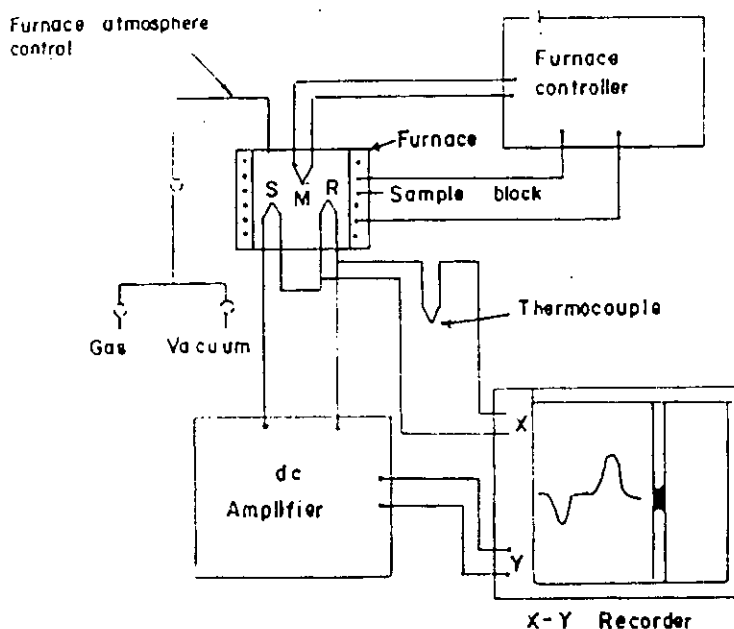 Furnace atmosphere
control
Furnace
controller
Furnace
S M R
Sample block
Thermocouple
Gas Vacuum
X
dc
Amplifier
Y
X-Y Recorder